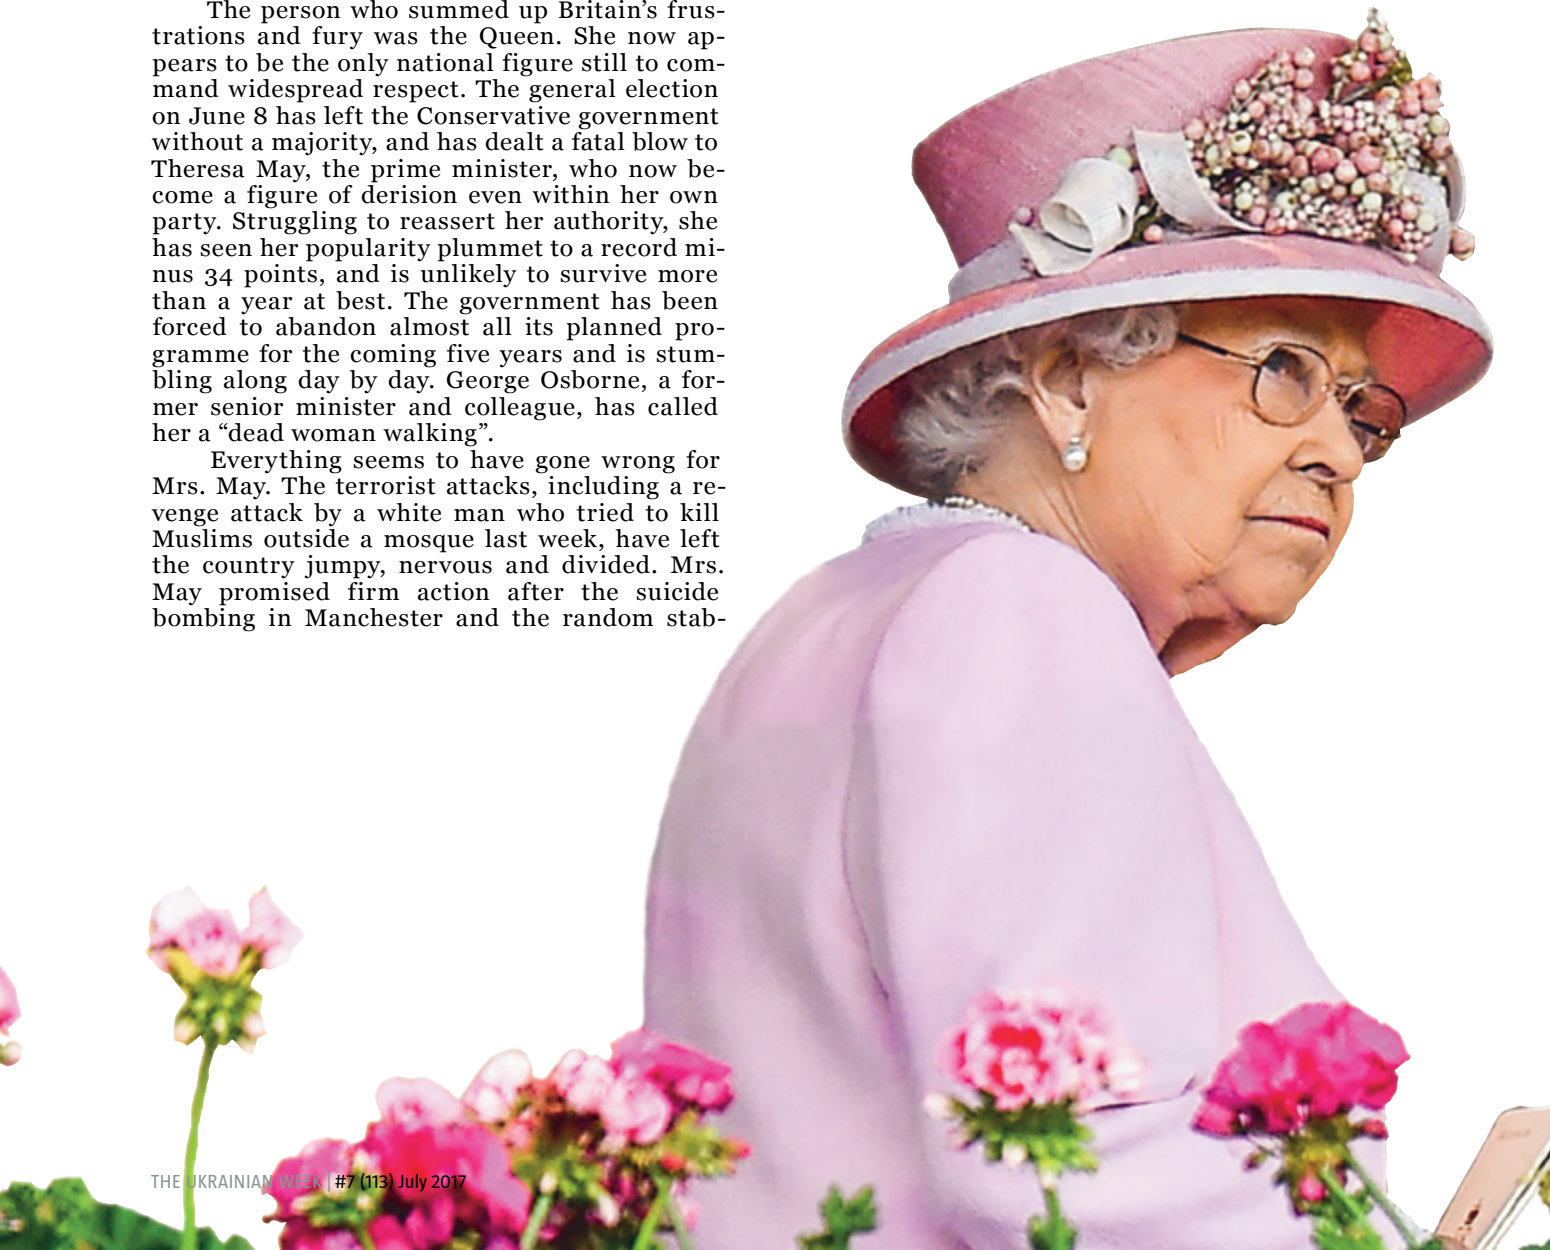 The person who summed up Britain’s frus-
trations and fury was the Queen. She now ap-
pears to be the only national figure still to com-
mand widespread respect. The general election
on June 8 has left the Conservative government
without a majority, and has dealt a fatal blow to
Theresa May, the prime minister, who now be-
come a figure of derision even within her own
party. Struggling to reassert her authority, she
has seen her popularity plummet to a record mi-
nus 34 points, and is unlikely to survive more
than a year at best. The government has been
forced to abandon almost all its planned pro-
gramme for the coming five years and is stum-
bling along day by day. George Osborne, a for-
mer senior minister and colleague, has called
her a “dead woman walking”.
Everything seems to have gone wrong for
Mrs. May. The terrorist attacks, including a re-
venge attack by a white man who tried to kill
Muslims outside a mosque last week, have left
the country jumpy, nervous and divided. Mrs.
May promised firm action after the suicide
bombing in Manchester and the random stab-
THE UKRAINIAN WEEK | #7 (113) July 2017